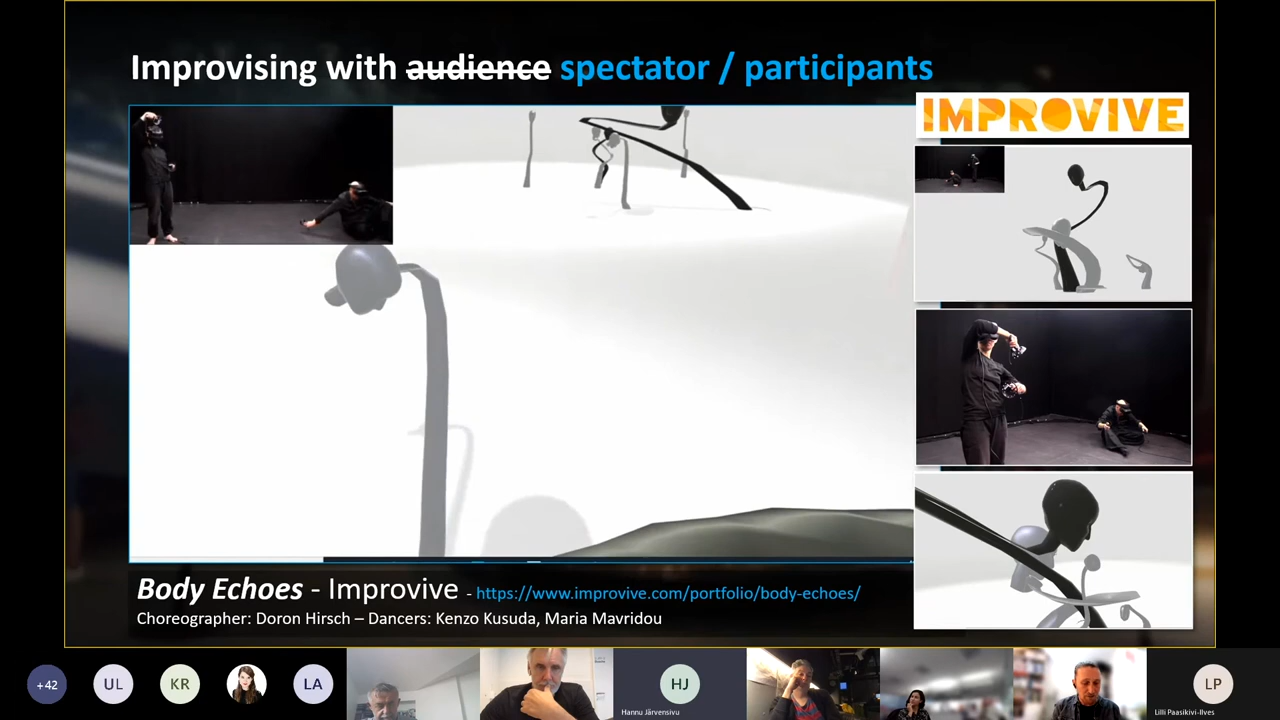 Improvising with audience spectator / participants
IMPROVIVE
Body Echoes - Improvive - https://www.improvive.com/portfolio/body-echoes/
Choreographer: Doron Hirsch – Dancers: Kenzo Kusuda, Maria Mavridou
+42
UL
KR
LA
HJ
Hannu Järvensivu
LP
Lilli Paasikivi-Ilves